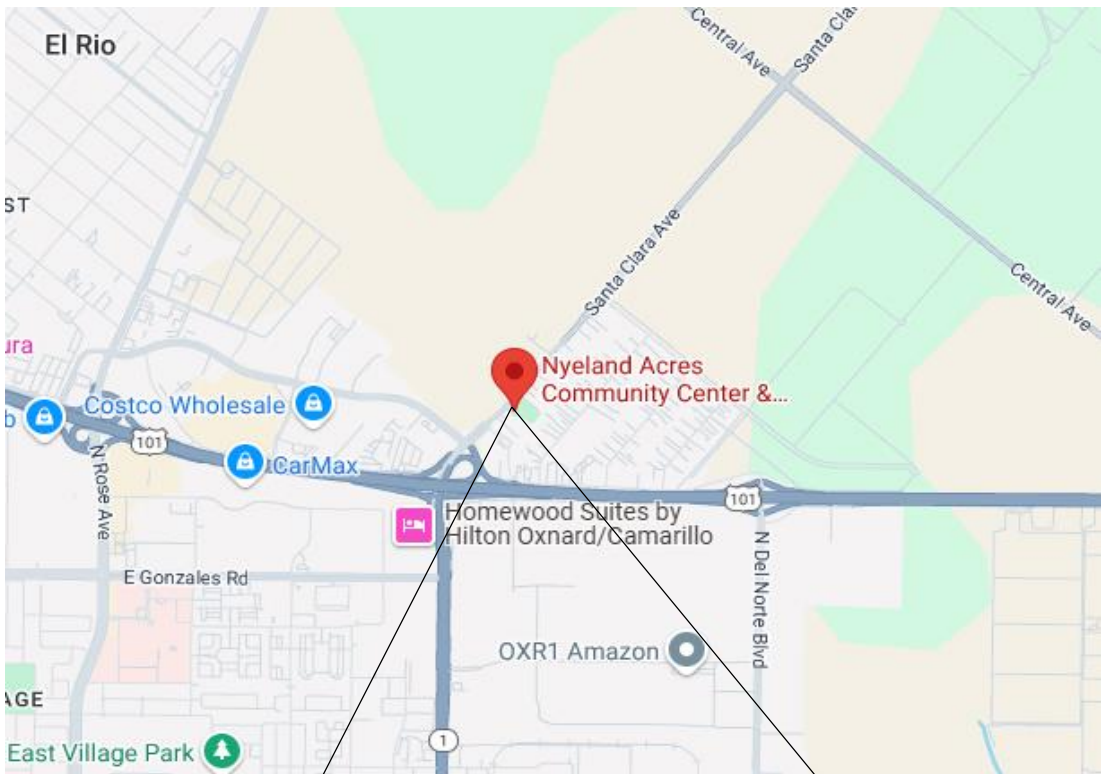 El Rio
Central Ave
Santa Cla
ST
Santa Clara Ave
Central Ave
ura
Nyeland Acres
Community Center &...
Costco Wholesale
b
101
CarMax
N Rose Ave
101
Homewood Suites by
Hilton Oxnard/Camarillo
N Del Norte Blvd
E Gonzales Rd
OXR1 Amazon
AGE
1
East Village Park